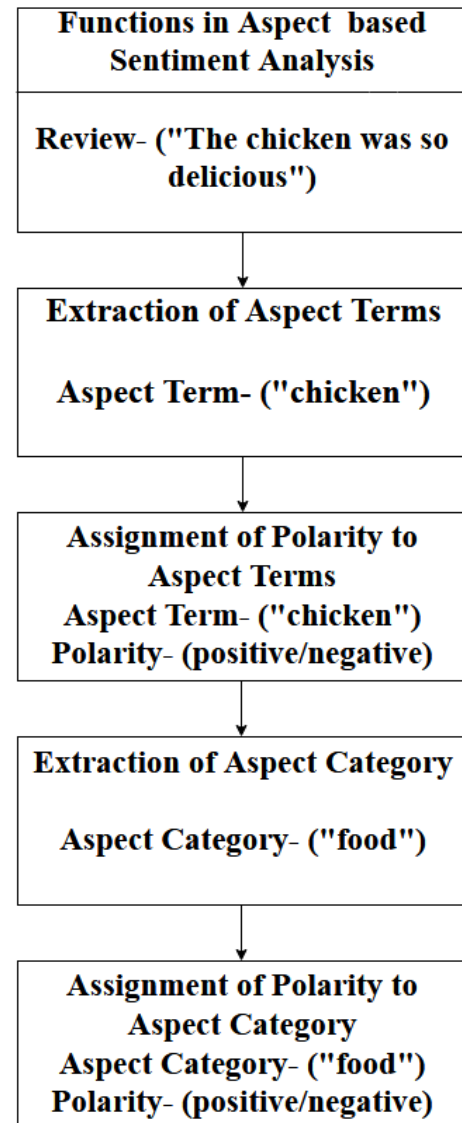 Functions in Aspect based
Sentiment Analysis
Review- ("The chicken was so
delicious")
Extraction of Aspect Terms
Aspect Term- ("chicken")
Assignment of Polarity to
Aspect Terms
Aspect Term- ("chicken")
Polarity- (positive/negative)
Extraction of Aspect Category
Aspect Category- ("food")
Assignment of Polarity to
Aspect Category
Aspect Category- ("food")
Polarity- (positive/negative)